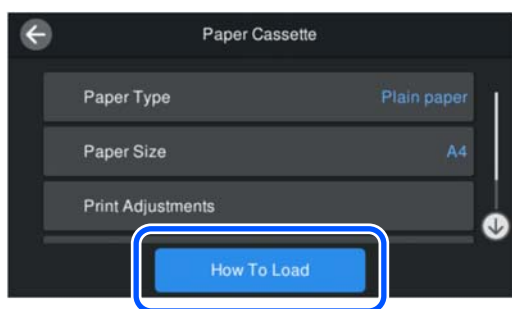 Paper Cassette
Paper Type Plain paper
Paper Size A4
Print Adjustments
How To Load